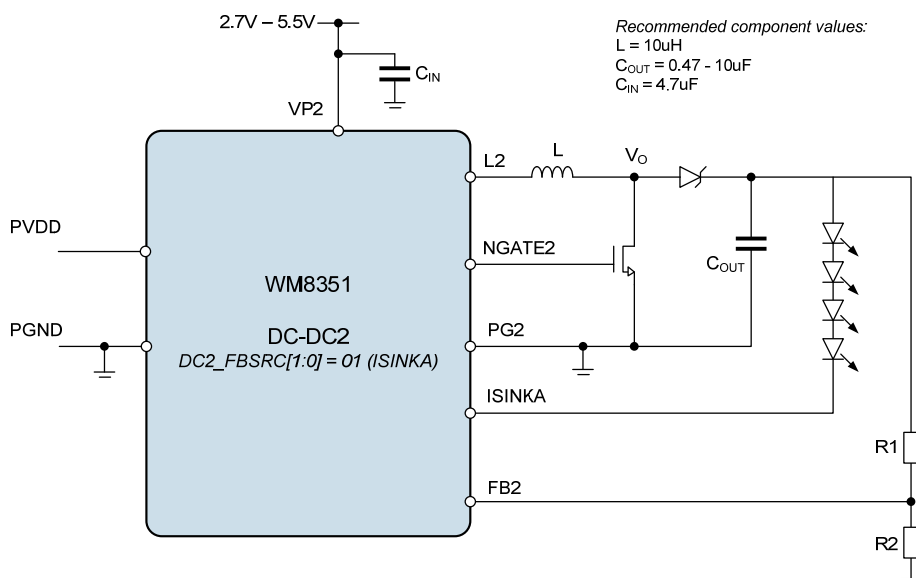 2.7V – 5.5V
Recommended component values:
L = 10uH
COUT = 0.47 - 10uF
CIN = 4.7uF
CIN
VP2
L2
L
VO
PVDD
NGATE2
COUT
WM8351
PGND
DC-DC2
PG2
DC2_FBSRC[1:0] = 01 (ISINKA)
ISINKA
R1
FB2
R2